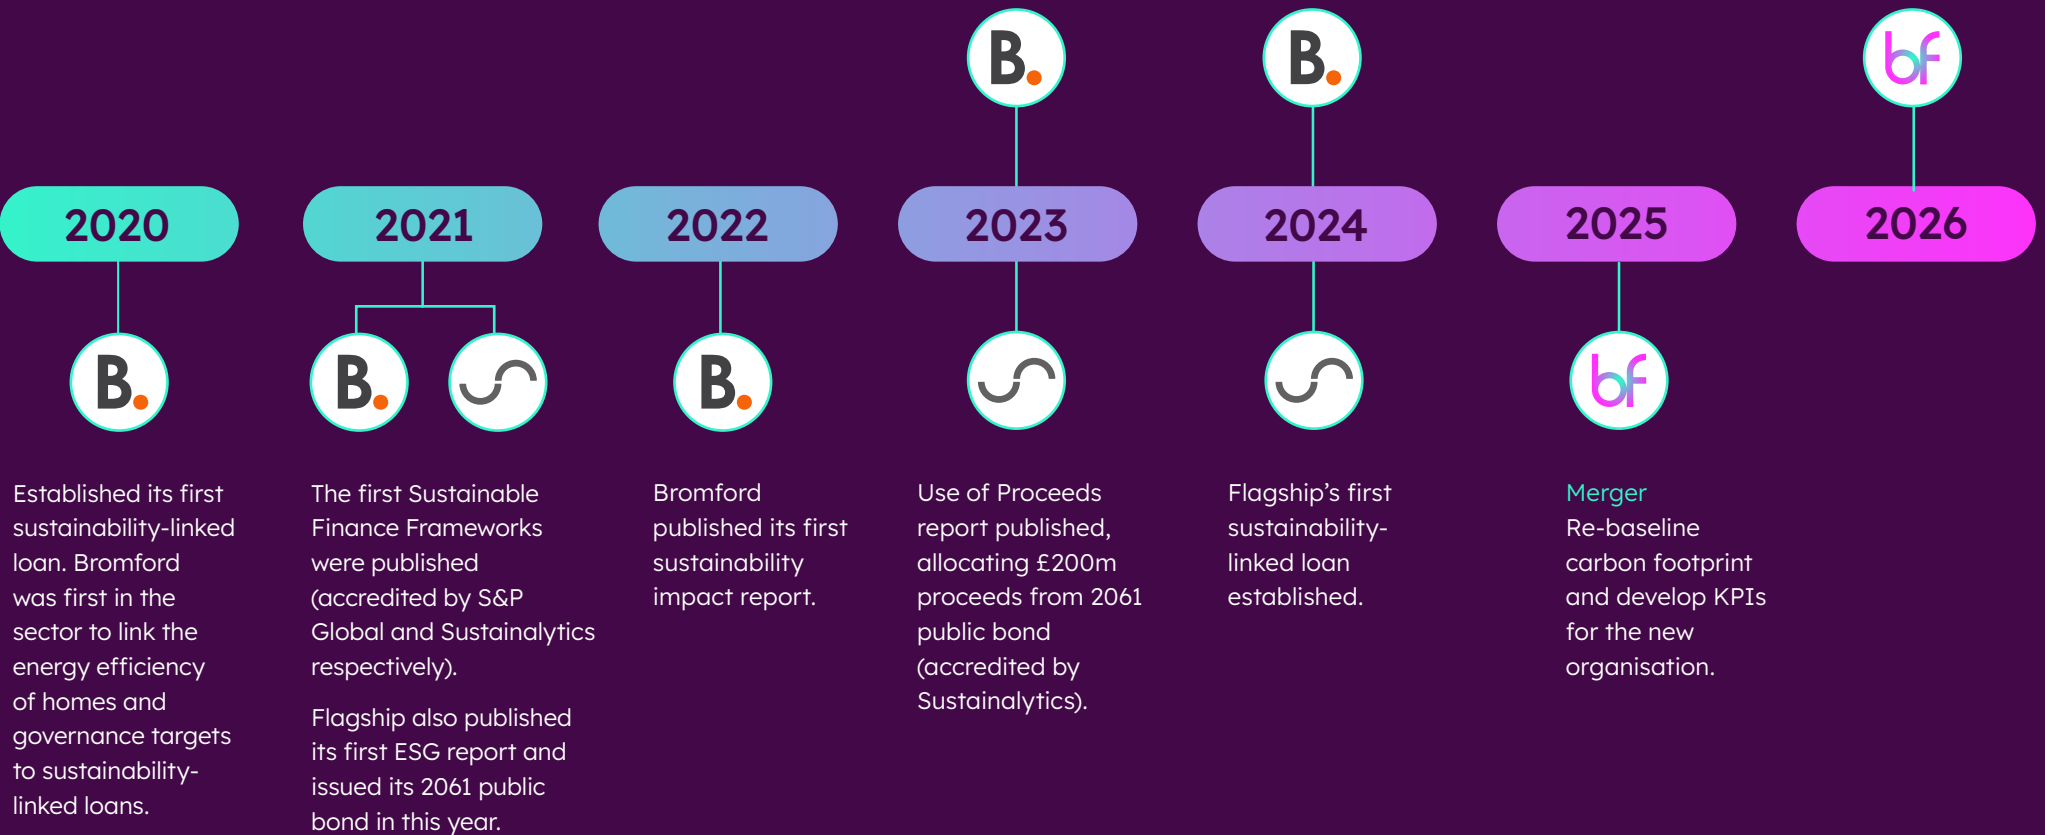 B.
B.
bf
2020
2021
2022
2023
2024
2025
2026
B.
B.
B.
bf
Established its first
sustainability-linked
loan. Bromford
was first in the
sector to link the
energy efficiency
of homes and
governance targets
to sustainability-
linked loans.
The first Sustainable
Finance Frameworks
were published
(accredited by S&P
Global and Sustainalytics
respectively).
Flagship also published
its first ESG report and
issued its 2061 public
bond in this year.
Bromford
published its first
sustainability
impact report.
Use of Proceeds
report published,
allocating £200m
proceeds from 2061
public bond
(accredited by
Sustainalytics).
Flagship’s first
sustainability-
linked loan
established.
Merger
Re-baseline
carbon footprint
and develop KPIs
for the new
organisation.